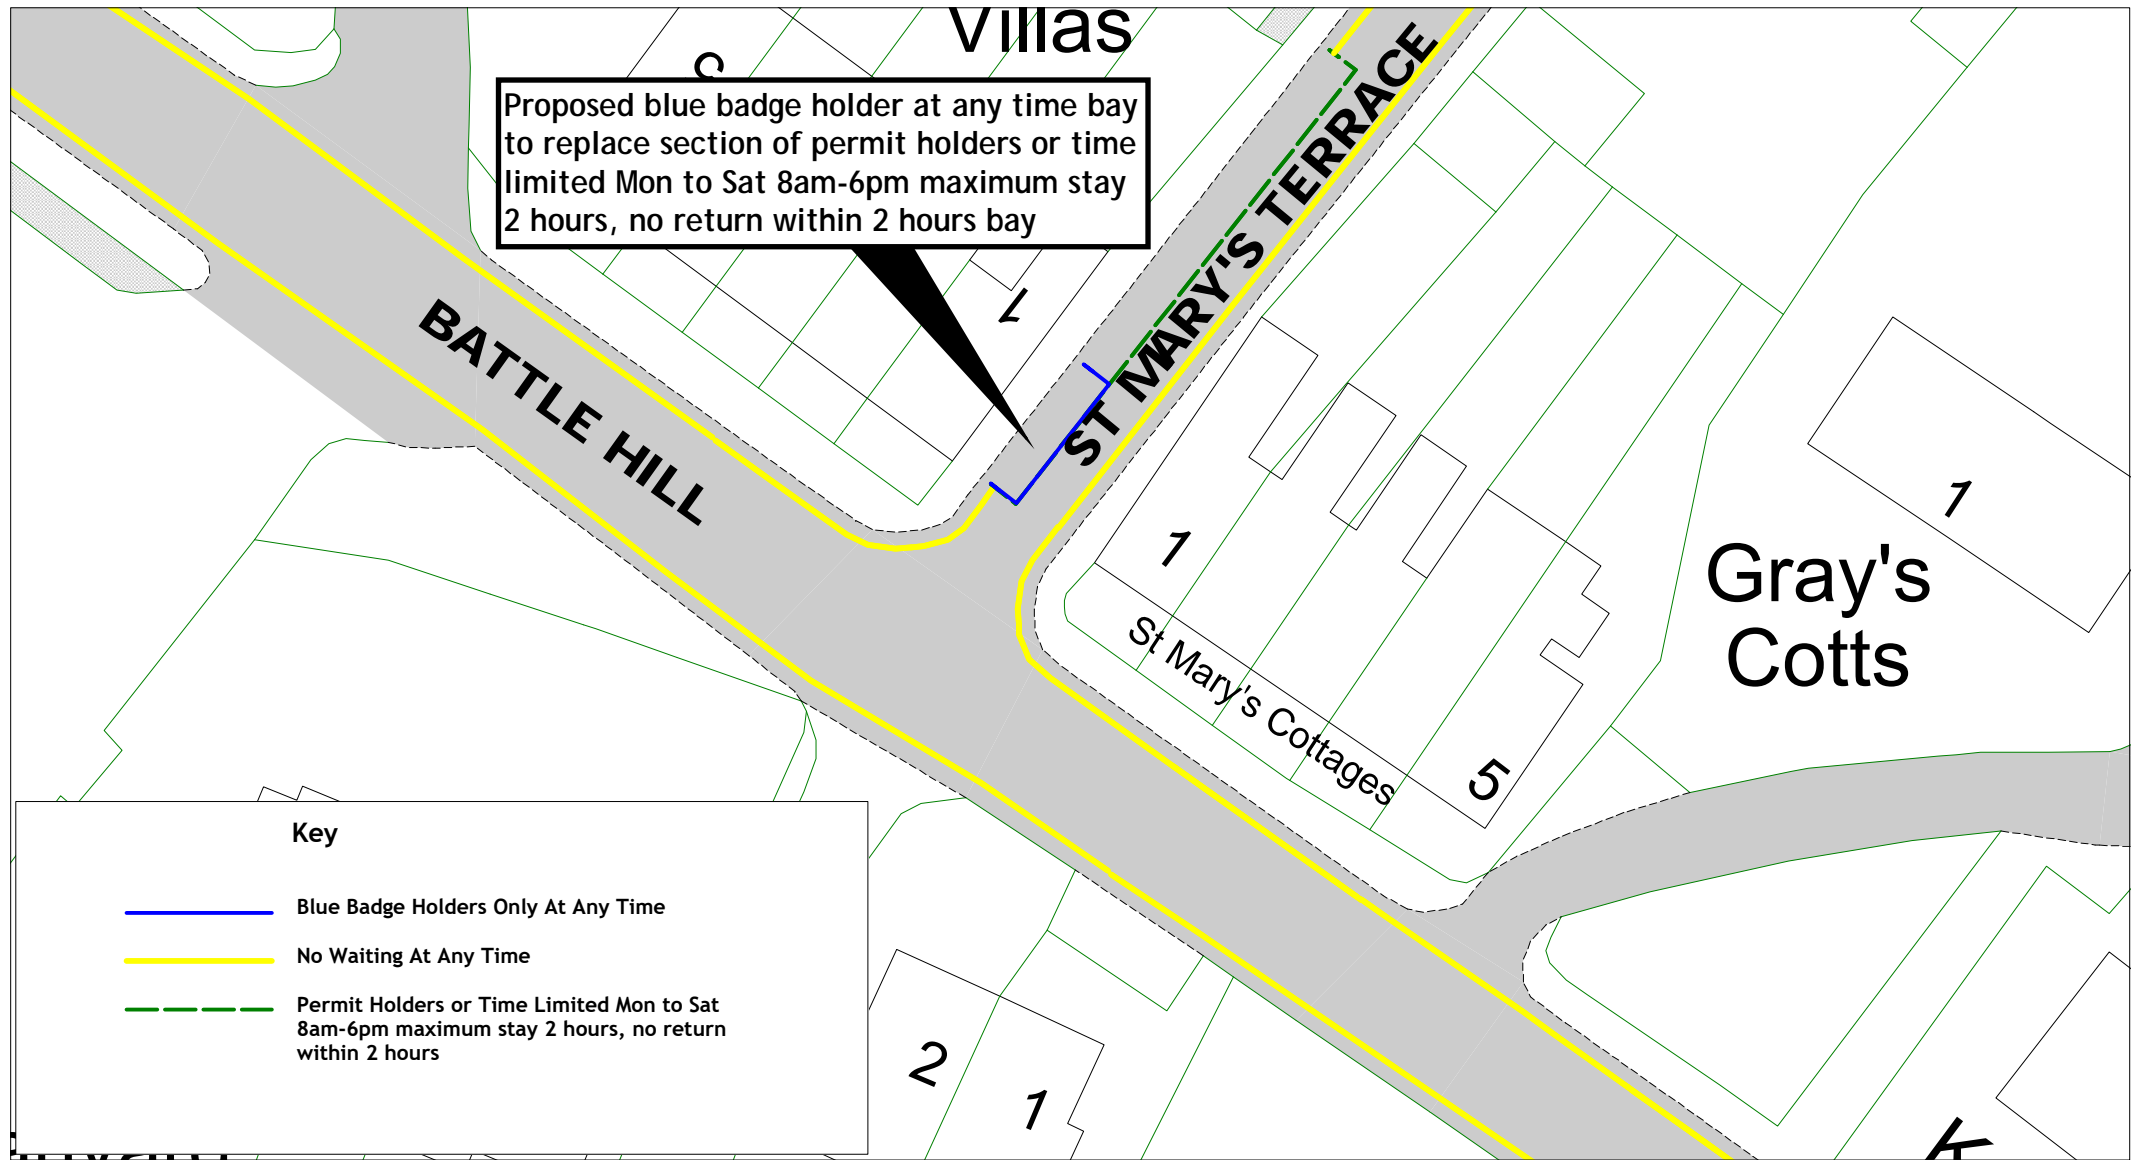 Villas
Proposed blue badge holder at any time bay
to replace section of permit holders or time
limited Mon to Sat 8am-6pm maximum stay
2 hours, no return within 2 hours bay
ST MARY'S TERRACE
BATTLE HILL
1
1
1
Gray's
Cotts
St Mary's Cottages
5
Key
Blue Badge Holders Only At Any Time
No Waiting At Any Time
Permit Holders or Time Limited Mon to Sat
8am-6pm maximum stay 2 hours, no return
within 2 hours
2
1